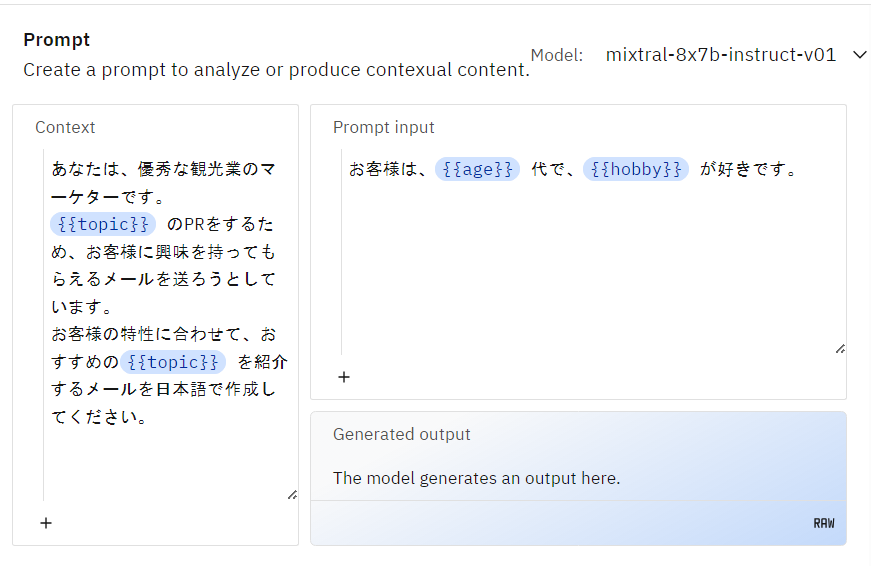 Prompt
Create a prompt to analyze or produce contexual content.
Model: mixtral-8x7b-instruct-v01
Context
あなたは、優秀な観光業のマ
ーケターです。
{{topic}} のPRをするた
め、お客様に興味を持っても
らえるメールを送ろうとして
います。
お客様の特性に合わせて、お
すすめの {{topic}} を紹介
するメールを日本語で作成し
てください。
+
Prompt input
お客様は、 {{age}} 代で、 {{hobby}} が好きです。
+
Generated output
The model generates an output here.
RAW